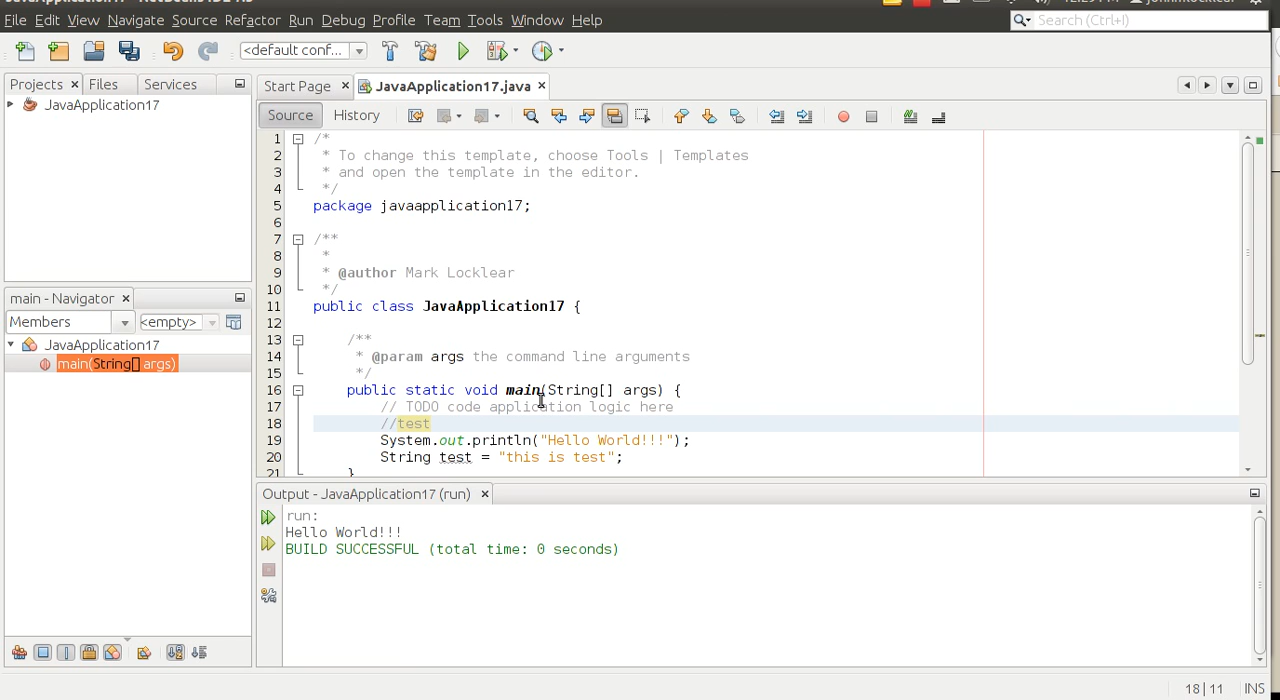 File Edit View Navigate Source Refactor Run Debug Profile Team Tools Window Help
Search (Ctrl+I)
<default conf...
Projects Files Services
Start Page JavaApplication17.java
JavaApplication17
Source History
1 /*
2 * To change this template, choose Tools | Templates
3 * and open the template in the editor.
4 */
5 package javaapplication17;
6
7 /**
8 *
9 * @author Mark Locklear
10 */
11 public class JavaApplication17 {
12
13 /**
14 * @param args the command line arguments
15 */
16 public static void main(String[] args) {
17 // TODO code application logic here
18 //test
19 System.out.println("Hello World!!!");
20 String test = "this is test";
21 }
main - Navigator
Members <empty>
JavaApplication17
main(String[] args)
Output - JavaApplication17 (run)
run:
Hello World!!!
BUILD SUCCESSFUL (total time: 0 seconds)
18|11 INS